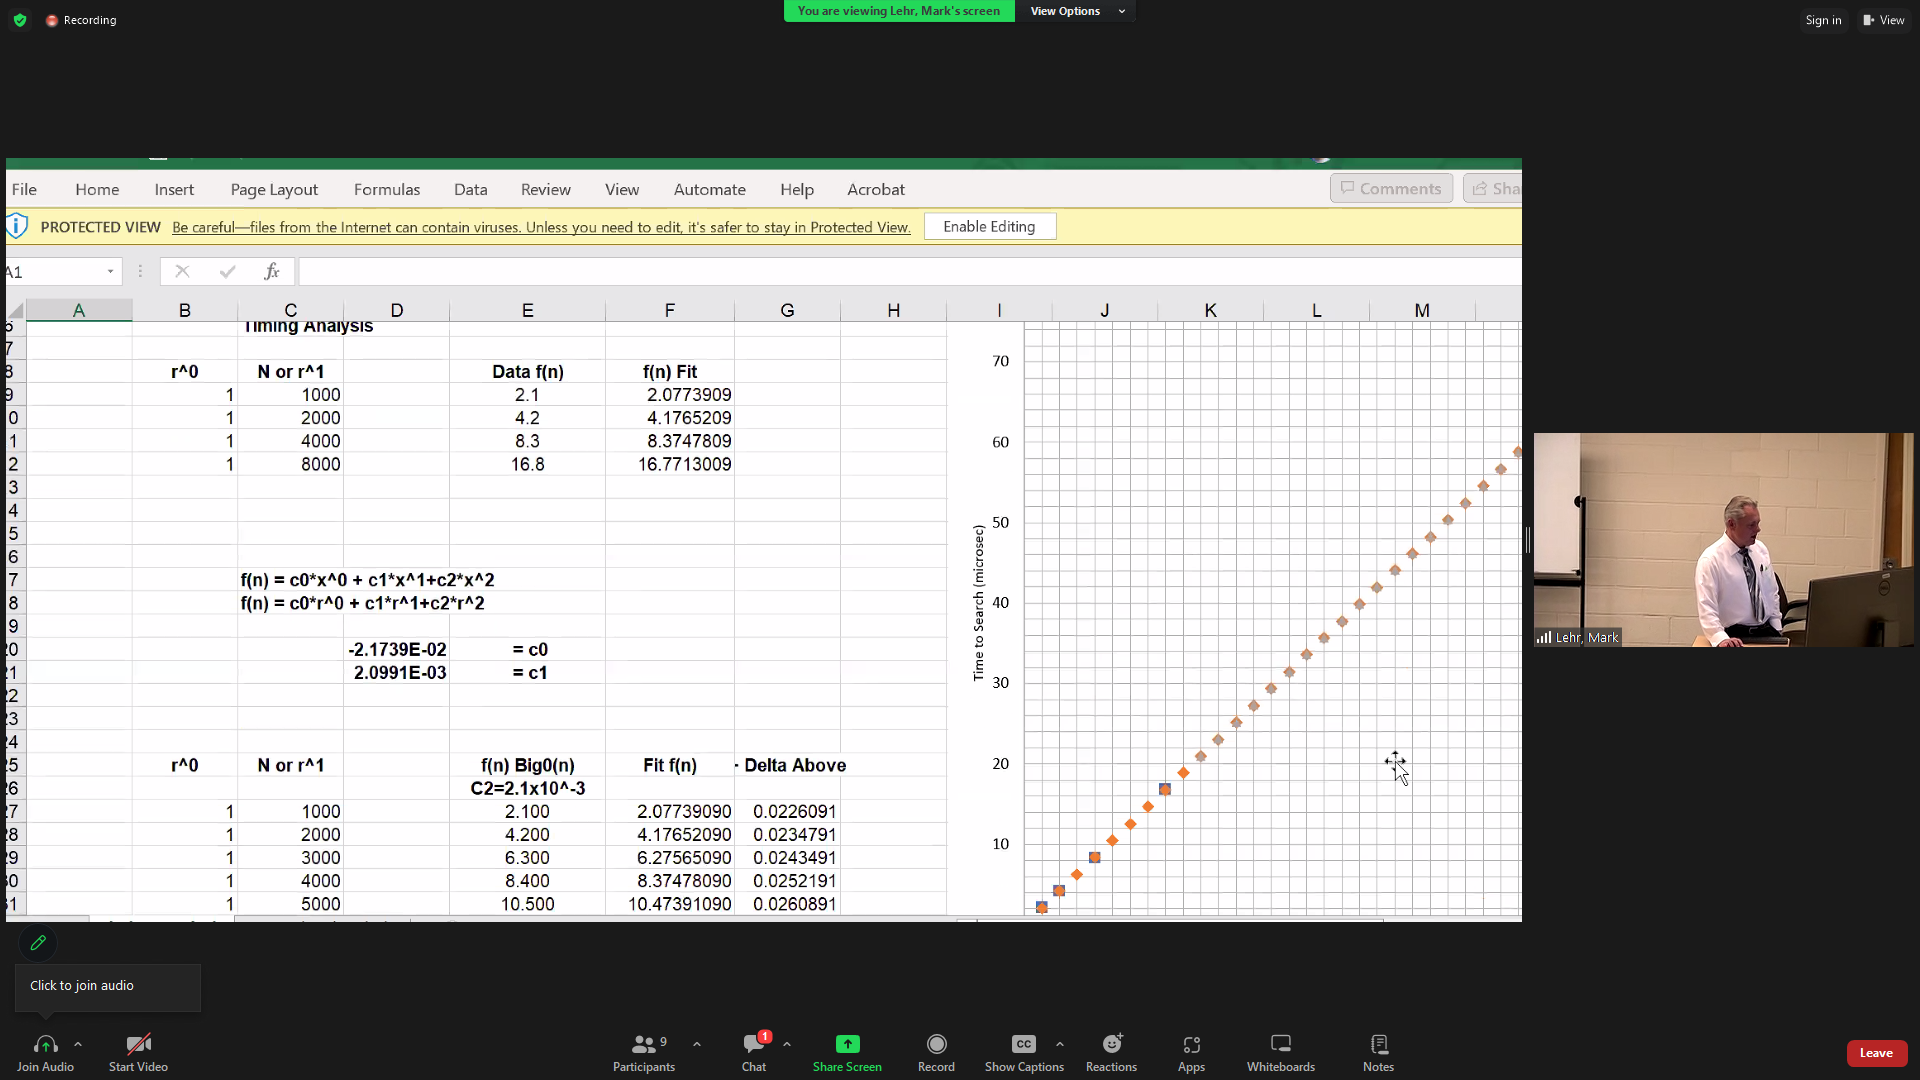 Recording
You are viewing Lehr, Mark's screen
View Options
Sign in
View
File Home Insert Page Layout Formulas Data Review View Automate Help Acrobat
Comments
Sha
PROTECTED VIEW Be careful—files from the Internet can contain viruses. Unless you need to edit, it's safer to stay in Protected View. Enable Editing
A1
fx
A B C D E F G H I J K L M
Timing Analysis
7
8 r^0 N or r^1 Data f(n) f(n) Fit
9 1 1000 2.1 2.0773909
0 1 2000 4.2 4.1765209
1 1 4000 8.3 8.3747809
2 1 8000 16.8 16.7713009
3
4
5
6
7 f(n) = c0*x^0 + c1*x^1+c2*x^2
8 f(n) = c0*r^0 + c1*r^1+c2*r^2
9
20 -2.1739E-02 = c0
21 2.0991E-03 = c1
22
23
24
25 r^0 N or r^1 f(n) Big0(n) Fit f(n) - Delta Above
26 C2=2.1x10^-3
27 1 1000 2.100 2.07739090 0.0226091
28 1 2000 4.200 4.17652090 0.0234791
29 1 3000 6.300 6.27565090 0.0243491
30 1 4000 8.400 8.37478090 0.0252191
31 1 5000 10.500 10.47391090 0.0260891
Time to Search (microsec)
70
60
50
40
30
20
10
Lehr, Mark
Click to join audio
Join Audio
Start Video
Participants
9
Chat
1
Share Screen
Record
CC
Show Captions
Reactions
Apps
Whiteboards
Notes
Leave